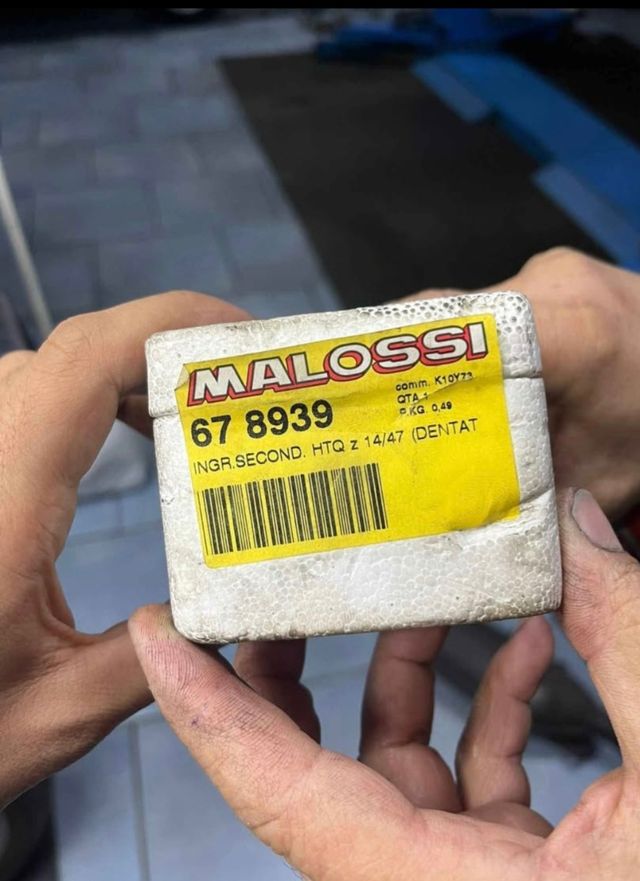 MALOSSI
67 8939
comm. K10Y73
QTA 1
P.KG. 0,49
INGR.SECOND. HTQ z 14/47 (DENTAT